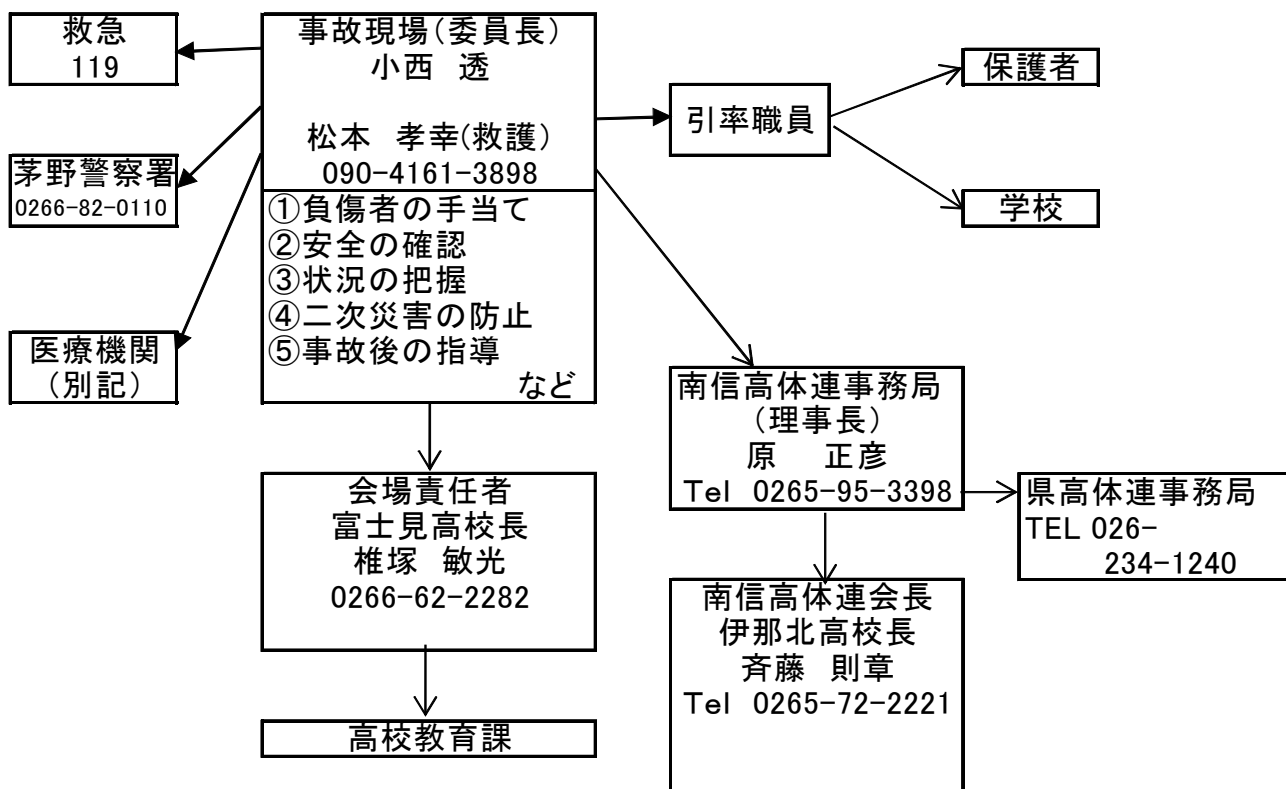 救急
119
茅野警察署
0266-82-0110
医療機関
(別記)
事故現場(委員長)
小西 透
松本 孝幸(救護)
090-4161-3898
①負傷者の手当て
②安全の確認
③状況の把握
④二次災害の防止
⑤事故後の指導
など
会場責任者
富士見高校長
椎塚 敏光
0266-62-2282
高校教育課
引率職員
保護者
学校
南信高体連事務局
(理事長)
原 正彦
Tel 0265-95-3398
県高体連事務局
TEL 026-
234-1240
南信高体連会長
伊那北高校長
斉藤 則章
Tel 0265-72-2221